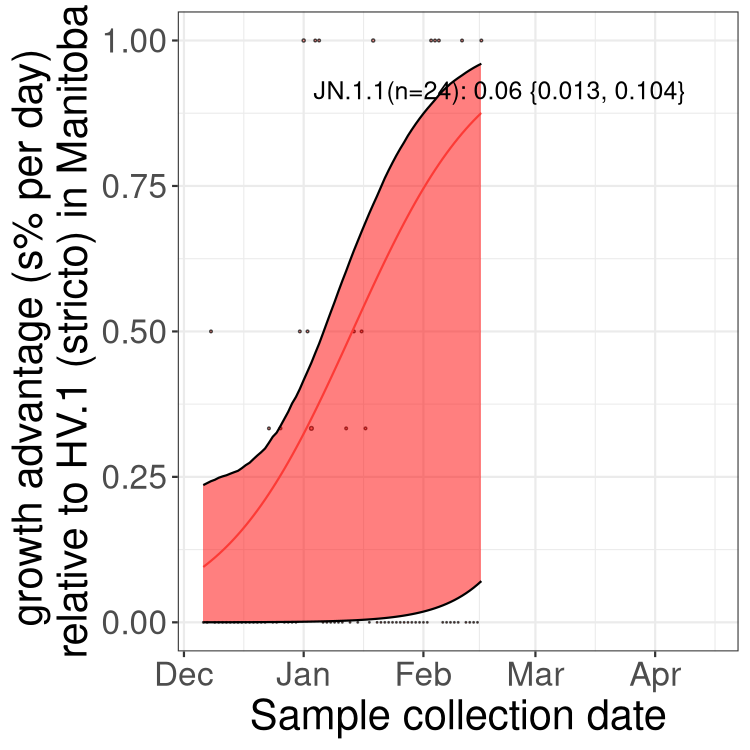 growth advantage (s% per day)
relative to HV.1 (stricto) in Manitoba
1.00
0.75
0.50
0.25
0.00
JN.1.1(n=24): 0.06 {0.013, 0.104}
Dec Jan Feb Mar Apr
Sample collection date